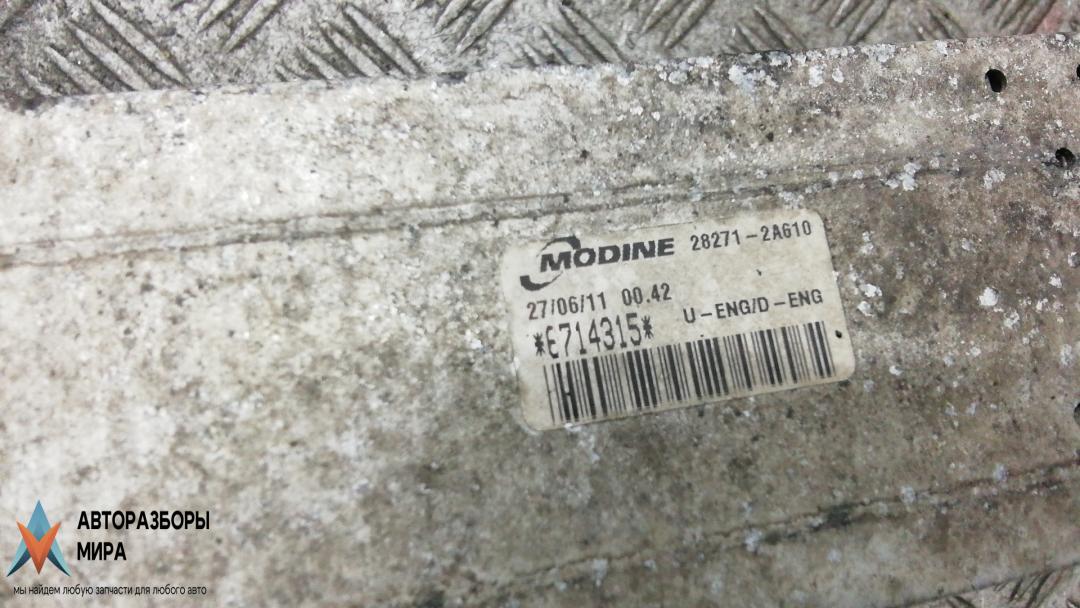 MODINE 28271-2A610
27/06/11 00.42
U-ENG/D-ENG
*E714315*
H
АВТОРАЗБОРЫ
МИРА
мы найдем любую запчасти для любого авто